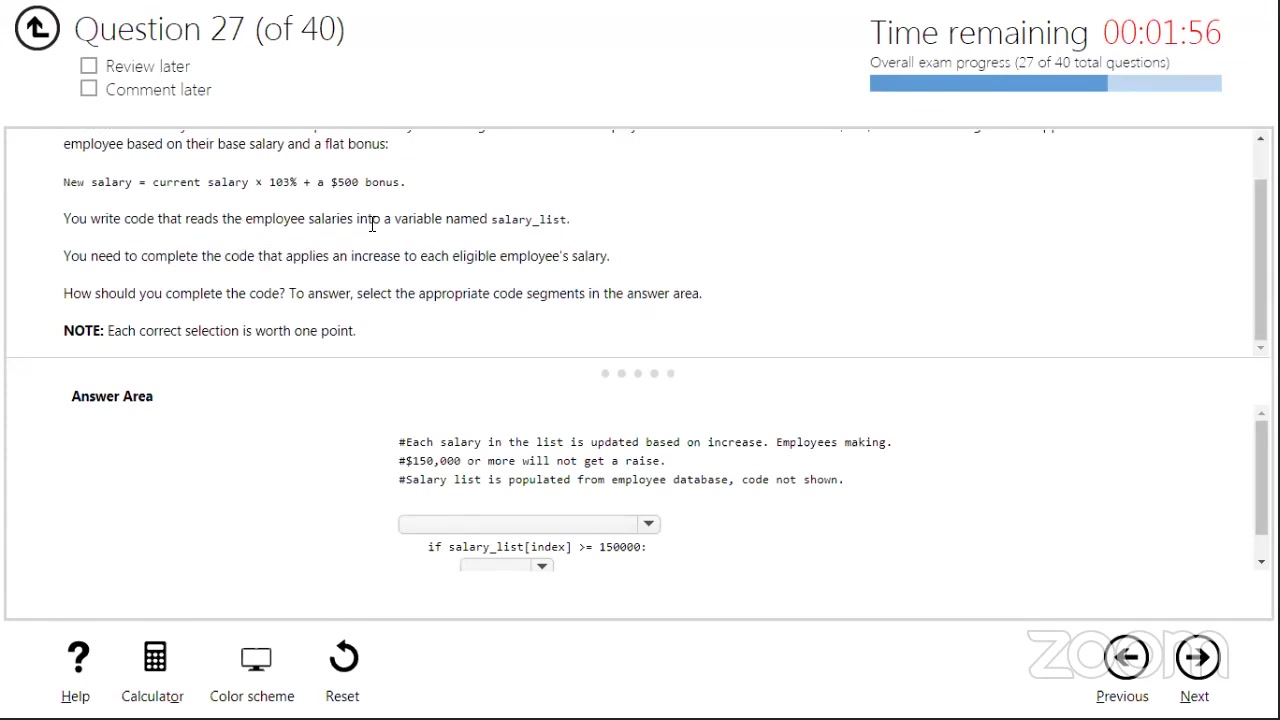 Question 27 (of 40)
Review later
Comment later
Time remaining 00:01:56
Overall exam progress (27 of 40 total questions)
employee based on their base salary and a flat bonus:
New salary = current salary x 103% + a $500 bonus.
You write code that reads the employee salaries into a variable named salary_list.
You need to complete the code that applies an increase to each eligible employee's salary.
How should you complete the code? To answer, select the appropriate code segments in the answer area.
NOTE: Each correct selection is worth one point.
Answer Area
#Each salary in the list is updated based on increase. Employees making.
#$150,000 or more will not get a raise.
#Salary list is populated from employee database, code not shown.
if salary_list[index] >= 150000:
zoom
Help Calculator Color scheme Reset Previous Next